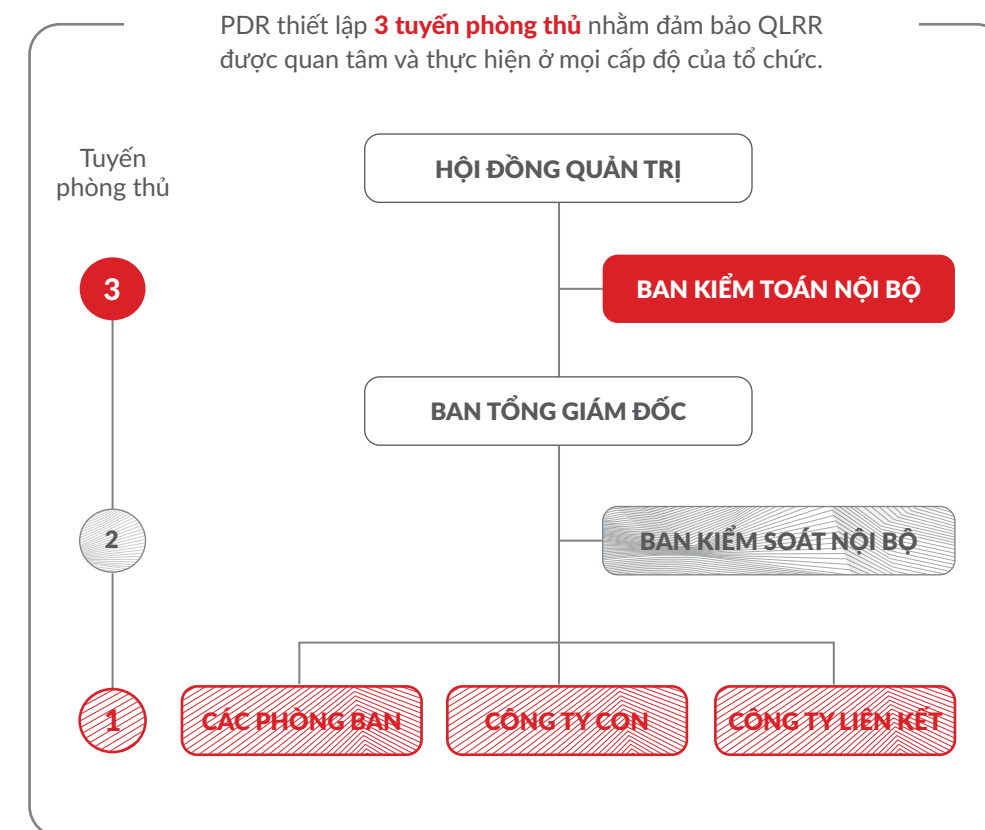 PDR thiết lập 3 tuyến phòng thủ nhằm đảm bảo QLRR
được quan tâm và thực hiện ở mọi cấp độ của tổ chức.
Tuyến
phòng thủ
HỘI ĐỒNG QUẢN TRỊ
3
BAN KIỂM TOÁN NỘI BỘ
BAN TỔNG GIÁM ĐỐC
2
BAN KIỂM SOÁT NỘI BỘ
1
CÁC PHÒNG BAN
CÔNG TY CON
CÔNG TY LIÊN KẾT